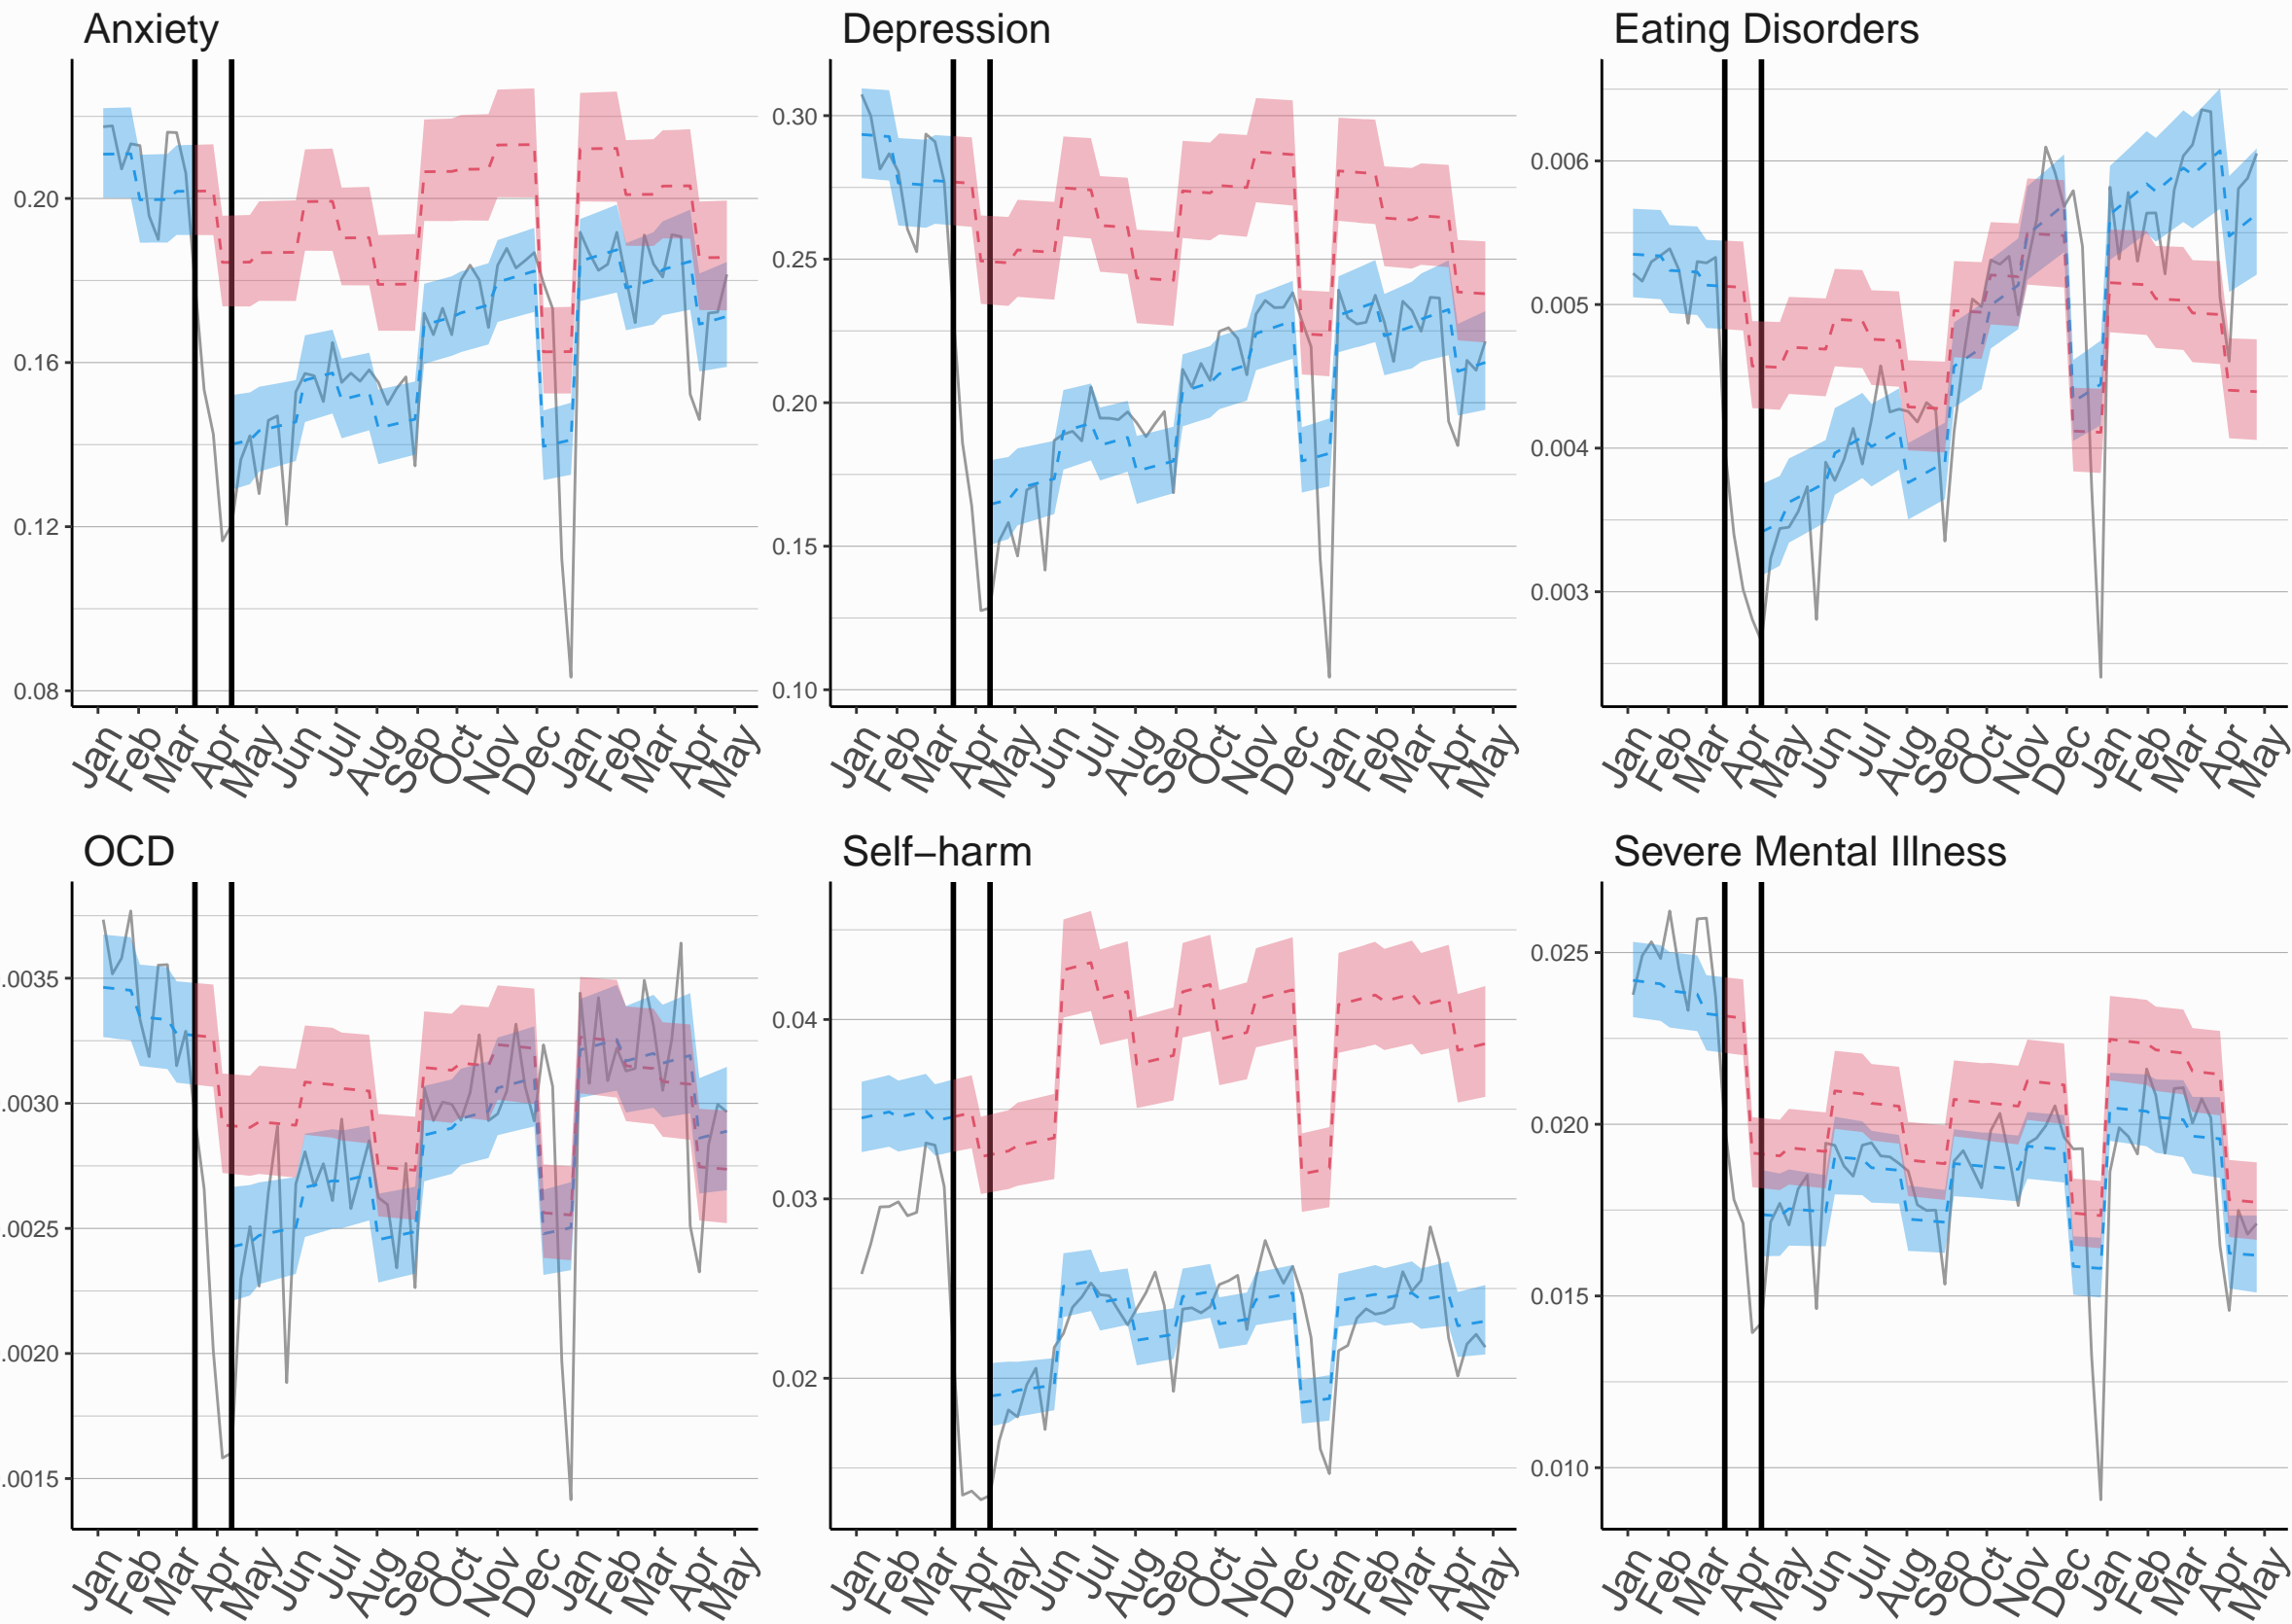 Anxiety
0.20
0.16
0.12
0.08
Jan Feb Mar Apr May Jun Jul Aug Sep Oct Nov Dec Jan Feb Mar Apr May
Depression
0.30
0.25
0.20
0.15
0.10
Jan Feb Mar Apr May Jun Jul Aug Sep Oct Nov Dec Jan Feb Mar Apr May
Eating Disorders
0.006
0.005
0.004
0.003
Jan Feb Mar Apr May Jun Jul Aug Sep Oct Nov Dec Jan Feb Mar Apr May
OCD
.0035
.0030
.0025
.0020
.0015
Jan Feb Mar Apr May Jun Jul Aug Sep Oct Nov Dec Jan Feb Mar Apr May
Self−harm
0.04
0.03
0.02
Jan Feb Mar Apr May Jun Jul Aug Sep Oct Nov Dec Jan Feb Mar Apr May
Severe Mental Illness
0.025
0.020
0.015
0.010
Jan Feb Mar Apr May Jun Jul Aug Sep Oct Nov Dec Jan Feb Mar Apr May